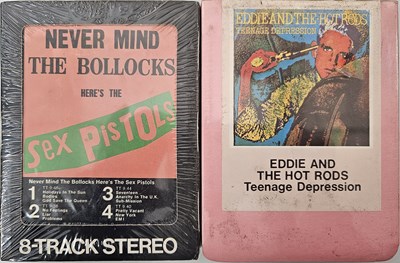 NEVER MIND
THE BOLLOCKS
HERE'S THE
Sex PISTOLS
Never Mind The Bollocks Here's The Sex Pistols
1
Holidays In The Sun
God Save The Queen
2
No Feelings
Liar
Problems
3
Seventeen
Anarchy In The U.K.
Sub-Mission
4
Pretty Vacant
New York
EMI
8-TRACK STEREO
EDDIE AND THE HOT RODS
TEENAGE DEPRESSION
EDDIE AND
THE HOT RODS
Teenage Depression